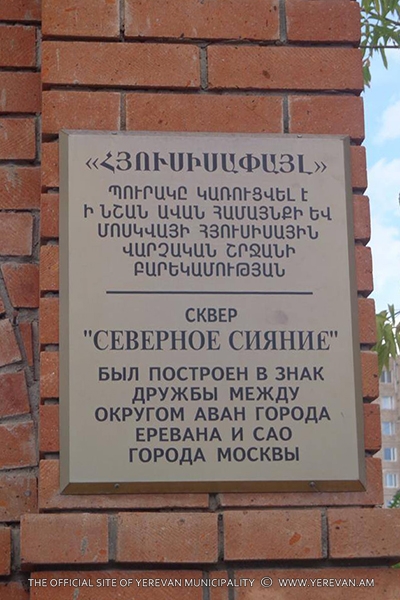 «ՀՅՈՒՍԻՍԱՓԱՅԼ»
ՊՈՒՐԱԿԸ ԿԱՌՈՒՑՎԵԼ Է
Ի ՆՇԱՆ ԱՎԱՆ ՀԱՄԱՅՆՔԻ ԵՎ
ՄՈՍԿՎԱՅԻ ՀՅՈՒՍԻՍԱՅԻՆ
ՎԱՐՉԱԿԱՆ ՇՐՋԱՆԻ
ԲԱՐԵԿԱՄՈՒԹՅԱՆ
СКВЕР
"СЕВЕРНОЕ СИЯНИЕ"
БЫЛ ПОСТРОЕН В ЗНАК
ДРУЖБЫ МЕЖДУ
ОКРУГОМ АВАН ГОРОДА
ЕРЕВАНА И САО
ГОРОДА МОСКВЫ
THE OFFICIAL SITE OF YEREVAN MUNICIPALITY © WWW.YEREVAN.AM